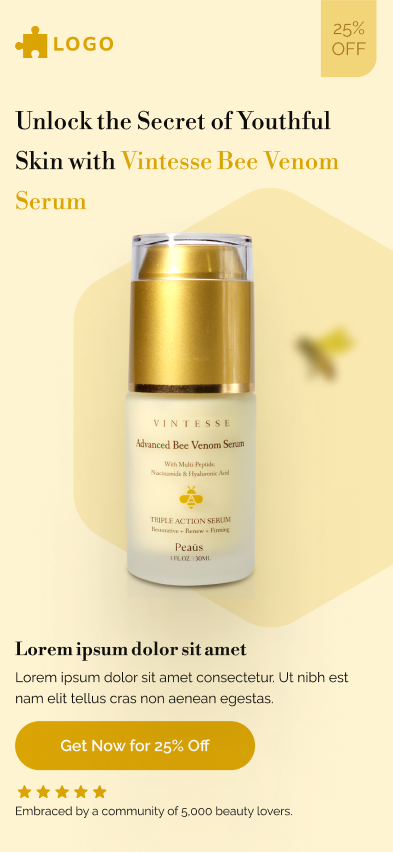 LOGO
25%
OFF
Unlock the Secret of Youthful
Skin with Vintesse Bee Venom
Serum
VINTESSE
Advanced Bee Venom Serum
With Multi-Peptide
Niacinamide & Hyaluronic Acid
TRIPLE ACTION SERUM
Restorative + Renew + Firming
Peaūs
1 FL.OZ. | 30ML
Lorem ipsum dolor sit amet
Lorem ipsum dolor sit amet consectetur. Ut nibh est
nam elit tellus cras non aenean egestas.
Get Now for 25% Off
Embraced by a community of 5,000 beauty lovers.